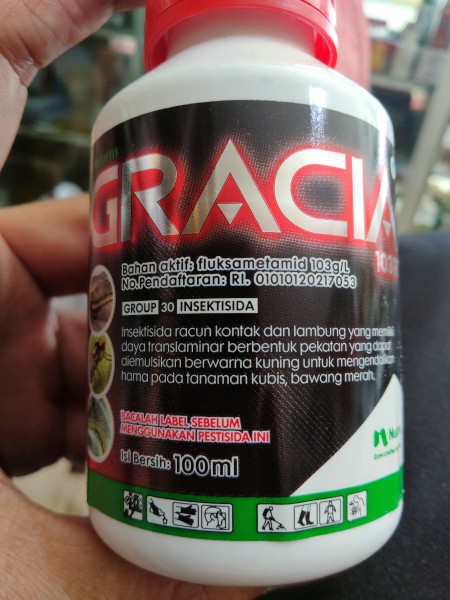 GRACIA
Bahan aktif: fluksametamid 103g/L
No.Pendaftaran: RI. 01010120217053
GROUP 30 INSEKTISIDA
Insektisida racun kontak dan lambung yang
daya translaminar berbentuk pekatan yang dapat
diemulsikan berwarna kuning untuk mengendalikan
hama pada tanaman kubis, bawang merah.
BACALAH LABEL SEBELUM
MENGGUNAKAN PESTISIDA INI
Isi Bersih: 100ml